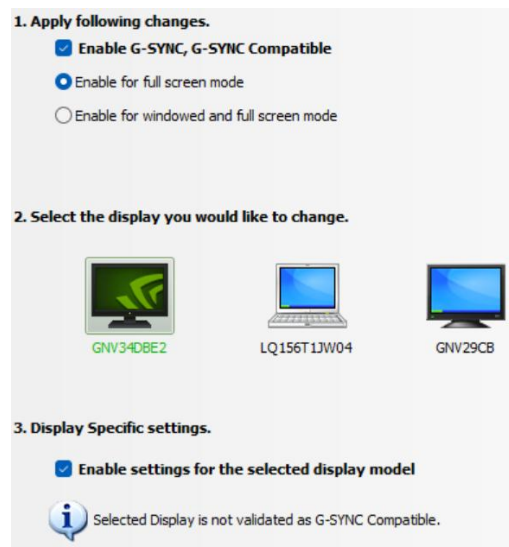 1. Apply following changes.
Enable G-SYNC, G-SYNC Compatible
Enable for full screen mode
Enable for windowed and full screen mode
2. Select the display you would like to change.
GNV34DBE2
LQ156T1JW04
GNV29CB
3. Display Specific settings.
Enable settings for the selected display model
Selected Display is not validated as G-SYNC Compatible.